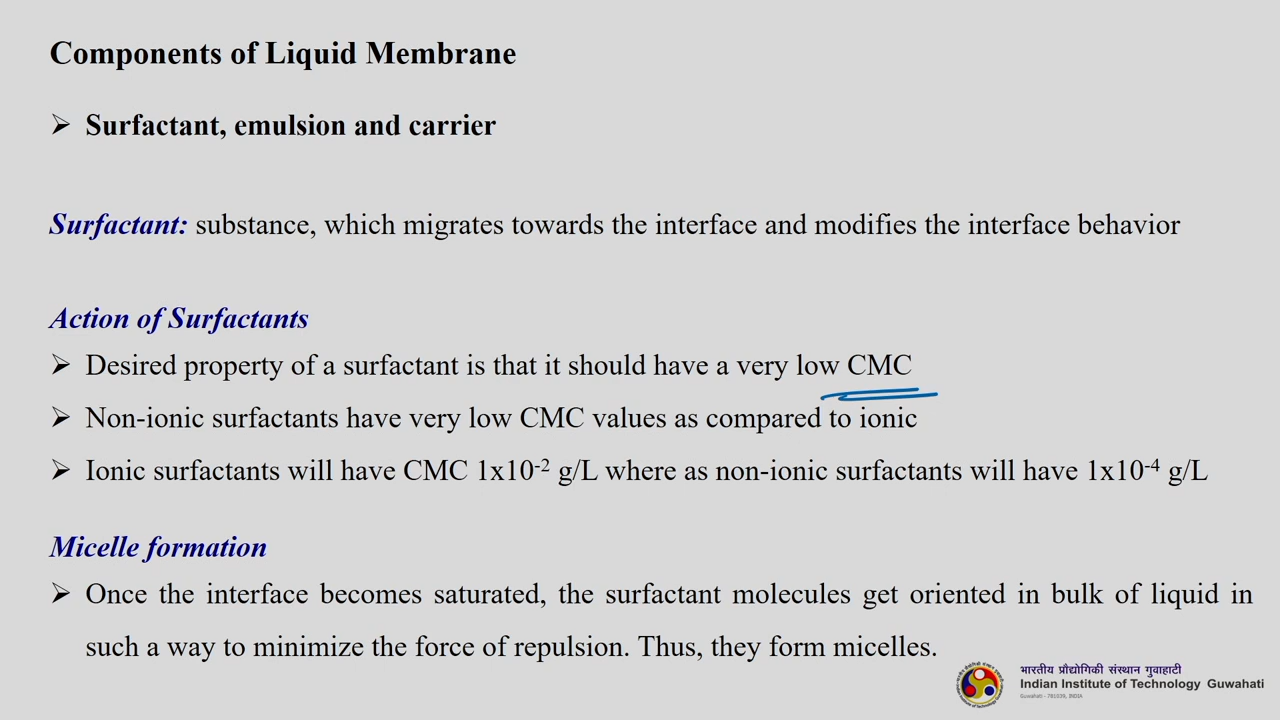 Components of Liquid Membrane
➢ Surfactant, emulsion and carrier
Surfactant: substance, which migrates towards the interface and modifies the interface behavior
Action of Surfactants
➢ Desired property of a surfactant is that it should have a very low CMC
➢ Non-ionic surfactants have very low CMC values as compared to ionic
➢ Ionic surfactants will have CMC 1x10⁻² g/L where as non-ionic surfactants will have 1x10⁻⁴ g/L
Micelle formation
➢ Once the interface becomes saturated, the surfactant molecules get oriented in bulk of liquid in
such a way to minimize the force of repulsion. Thus, they form micelles.
भारतीय प्रौद्योगिकी संस्थान गुवाहाटी
Indian Institute of Technology Guwahati
Guwahati - 781039, INDIA